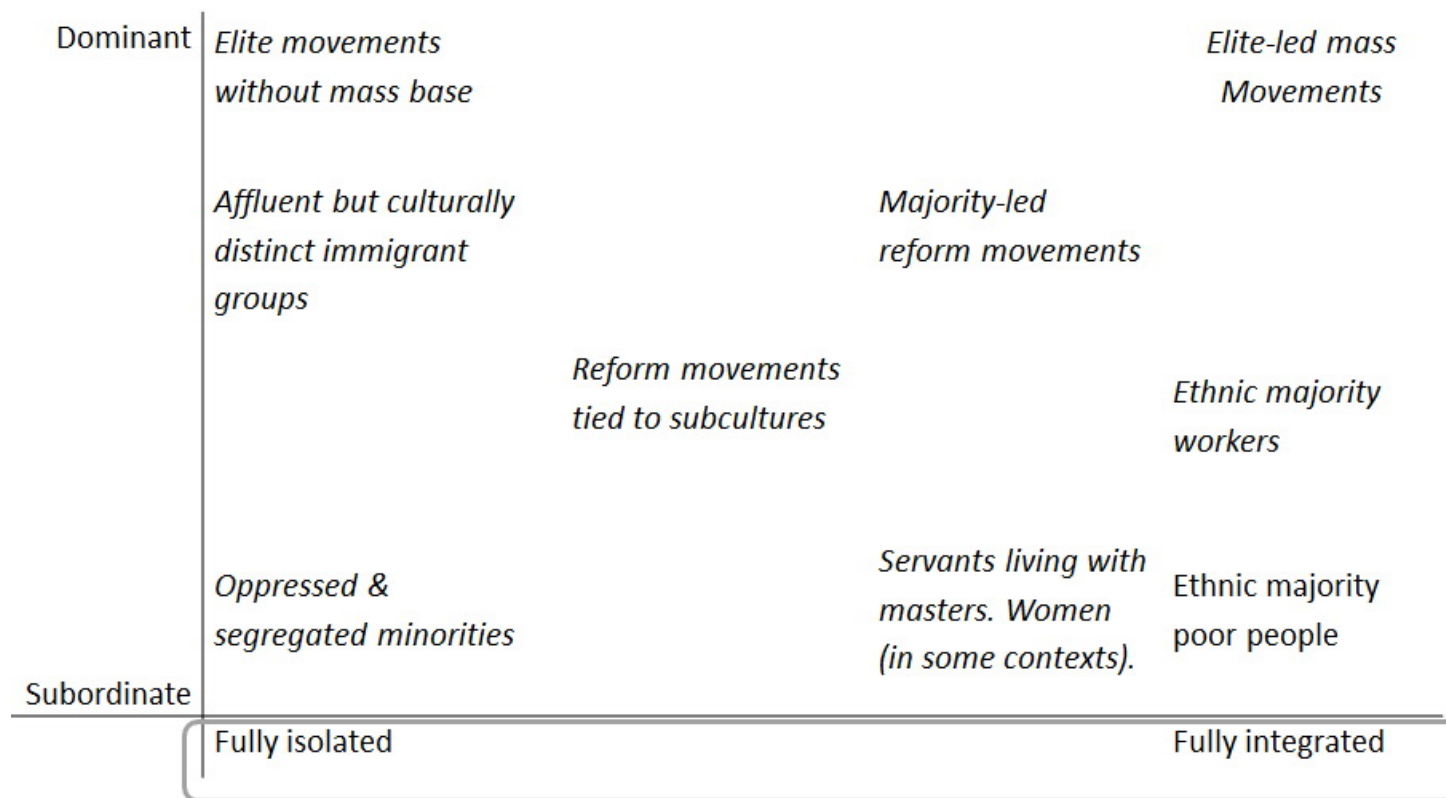 Dominant
Elite movements
without mass base
Elite-led mass
Movements
Affluent but culturally
distinct immigrant
groups
Majority-led
reform movements
Reform movements
tied to subcultures
Ethnic majority
workers
Oppressed &
segregated minorities
Servants living with
masters. Women
(in some contexts).
Ethnic majority
poor people
Subordinate
Fully isolated
Fully integrated